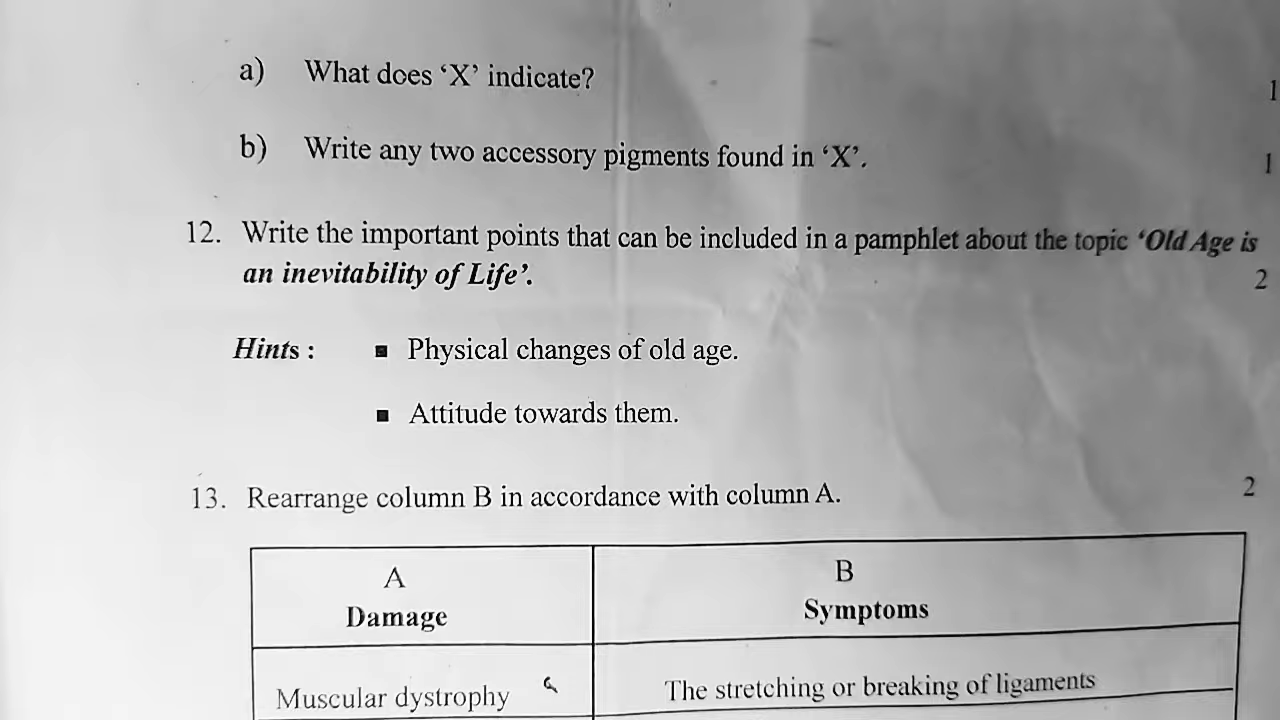 a) What does ‘X’ indicate? 1
b) Write any two accessory pigments found in ‘X’. 1
12. Write the important points that can be included in a pamphlet about the topic ‘Old Age is
an inevitability of Life’. 2
Hints : ▪ Physical changes of old age.
▪ Attitude towards them.
13. Rearrange column B in accordance with column A. 2
A B
Damage Symptoms
Muscular dystrophy The stretching or breaking of ligaments